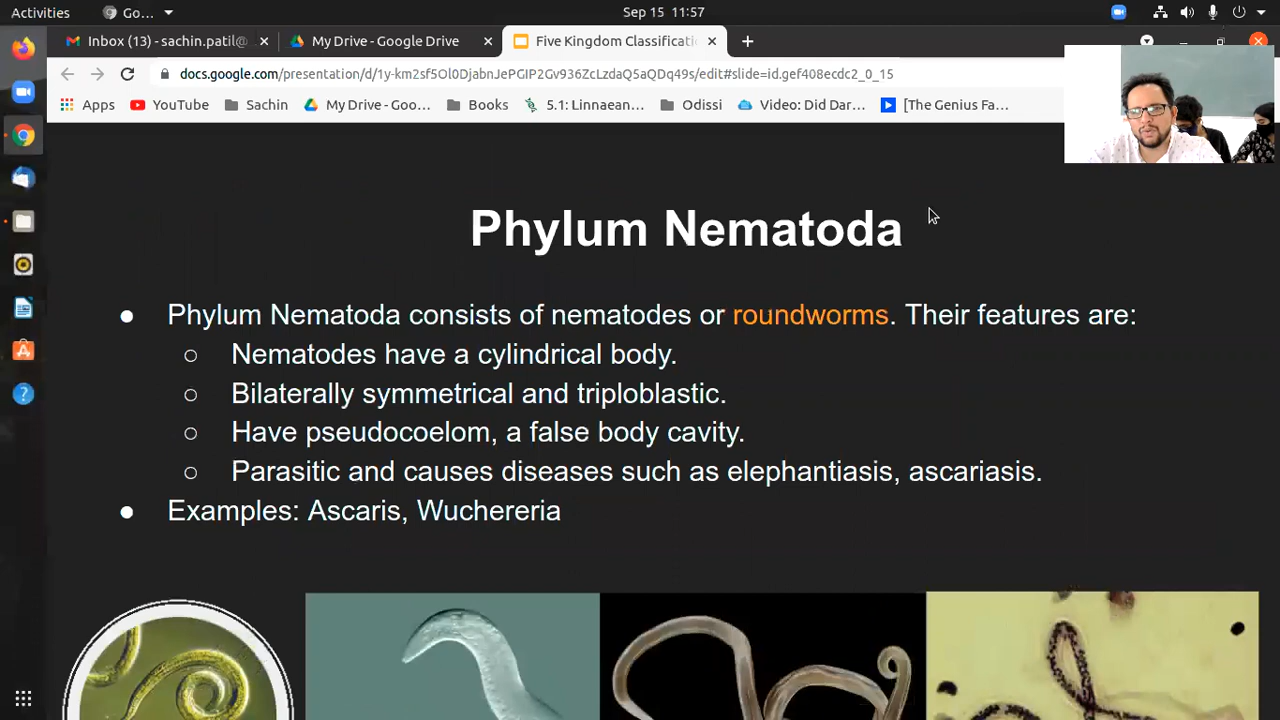 Activities
Go...
Sep 15 11:57
Inbox (13) - sachin.patil@
My Drive - Google Drive
Five Kingdom Classificati
docs.google.com/presentation/d/1y-km2sf5Ol0DjabnJePGIP2Gv936ZcLzdaQ5aQDq49s/edit#slide=id.gef408ecdc2_0_15
Apps
YouTube
Sachin
My Drive - Goo...
Books
5.1: Linnaean...
Odissi
Video: Did Dar...
[The Genius Fa...
Phylum Nematoda
● Phylum Nematoda consists of nematodes or roundworms. Their features are:
○ Nematodes have a cylindrical body.
○ Bilaterally symmetrical and triploblastic.
○ Have pseudocoelom, a false body cavity.
○ Parasitic and causes diseases such as elephantiasis, ascariasis.
● Examples: Ascaris, Wuchereria